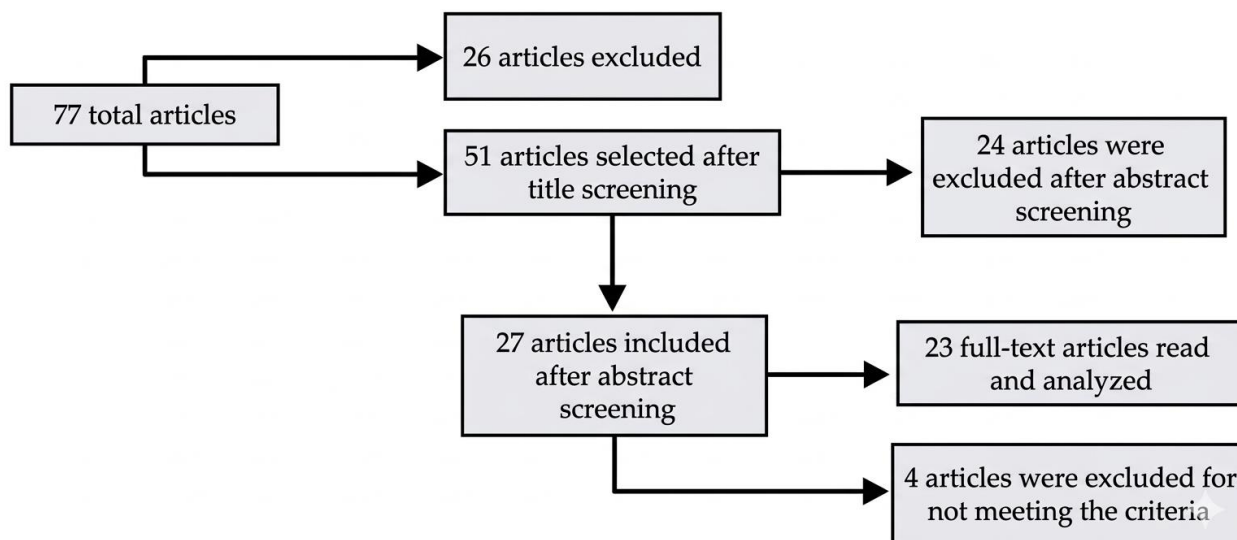 26 articles excluded
77 total articles
51 articles selected after
title screening
24 articles were
excluded after abstract
screening
27 articles included
after abstract
screening
23 full-text articles read
and analyzed
4 articles were excluded for
not meeting the criteria